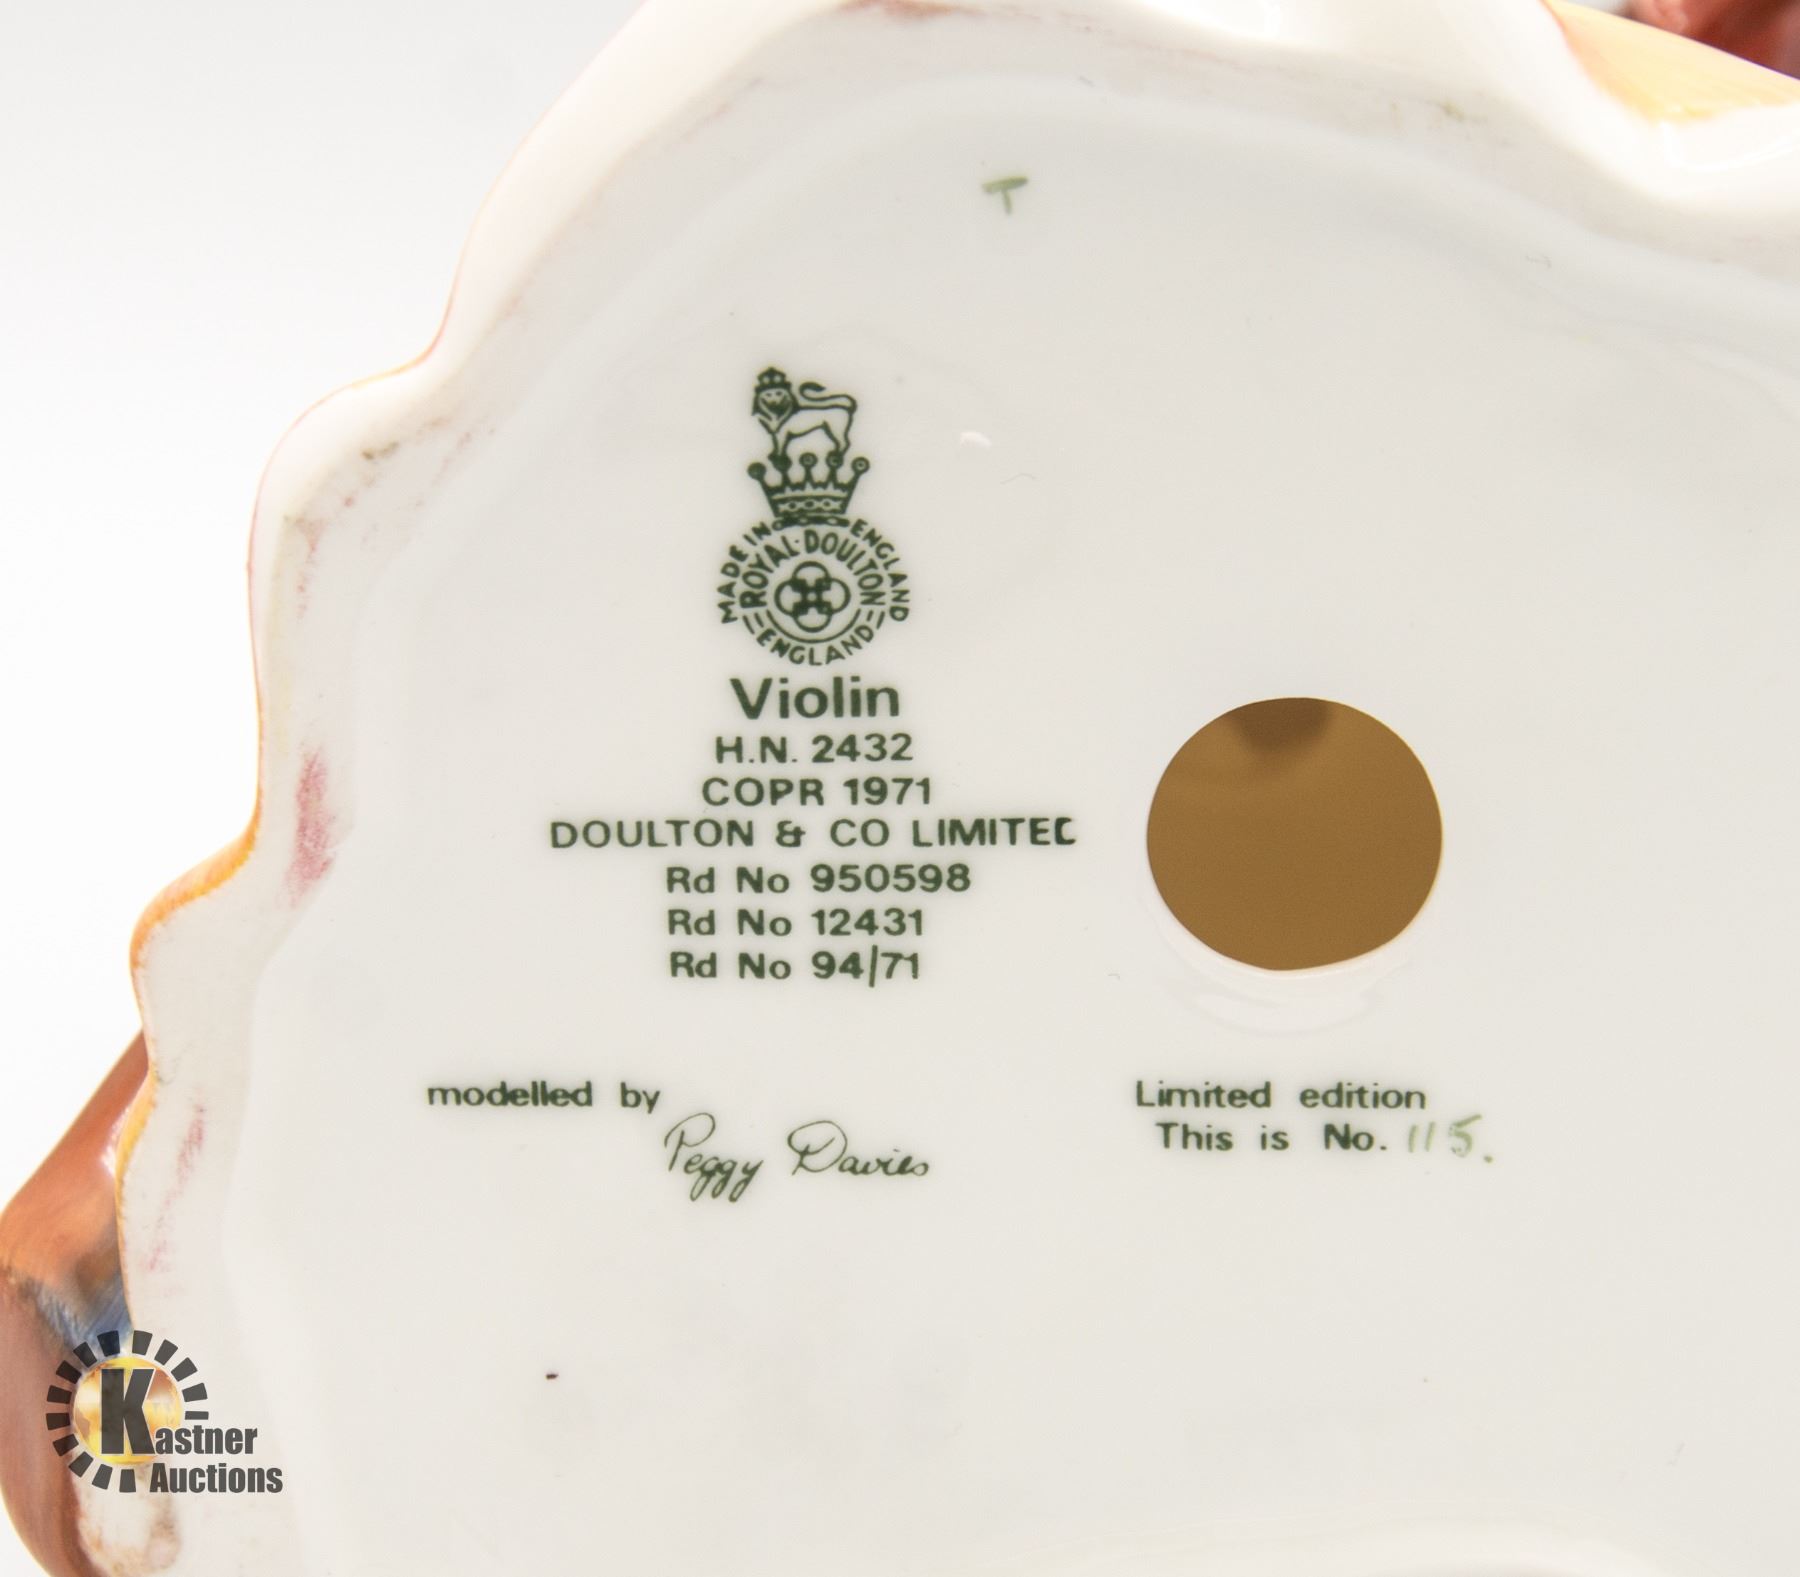 T
MADE IN ENGLAND
ROYAL·DOULTON
ENGLAND
Violin
H.N. 2432
COPR 1971
DOULTON & CO LIMITED
Rd No 950598
Rd No 12431
Rd No 94/71
modelled by
Peggy Davies
Limited edition
This is No. 115.
Kastner
Auctions